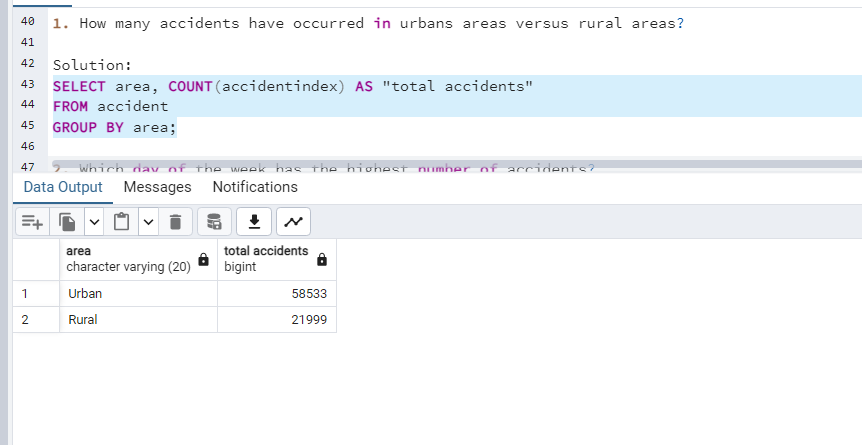 40 1. How many accidents have occurred in urbans areas versus rural areas?
41
42 Solution:
43 SELECT area, COUNT(accidentindex) AS "total accidents"
44 FROM accident
45 GROUP BY area;
46
47 2. Which day of the week has the highest number of accidents?
Data Output Messages Notifications
area total accidents
character varying (20) bigint
1 Urban 58533
2 Rural 21999